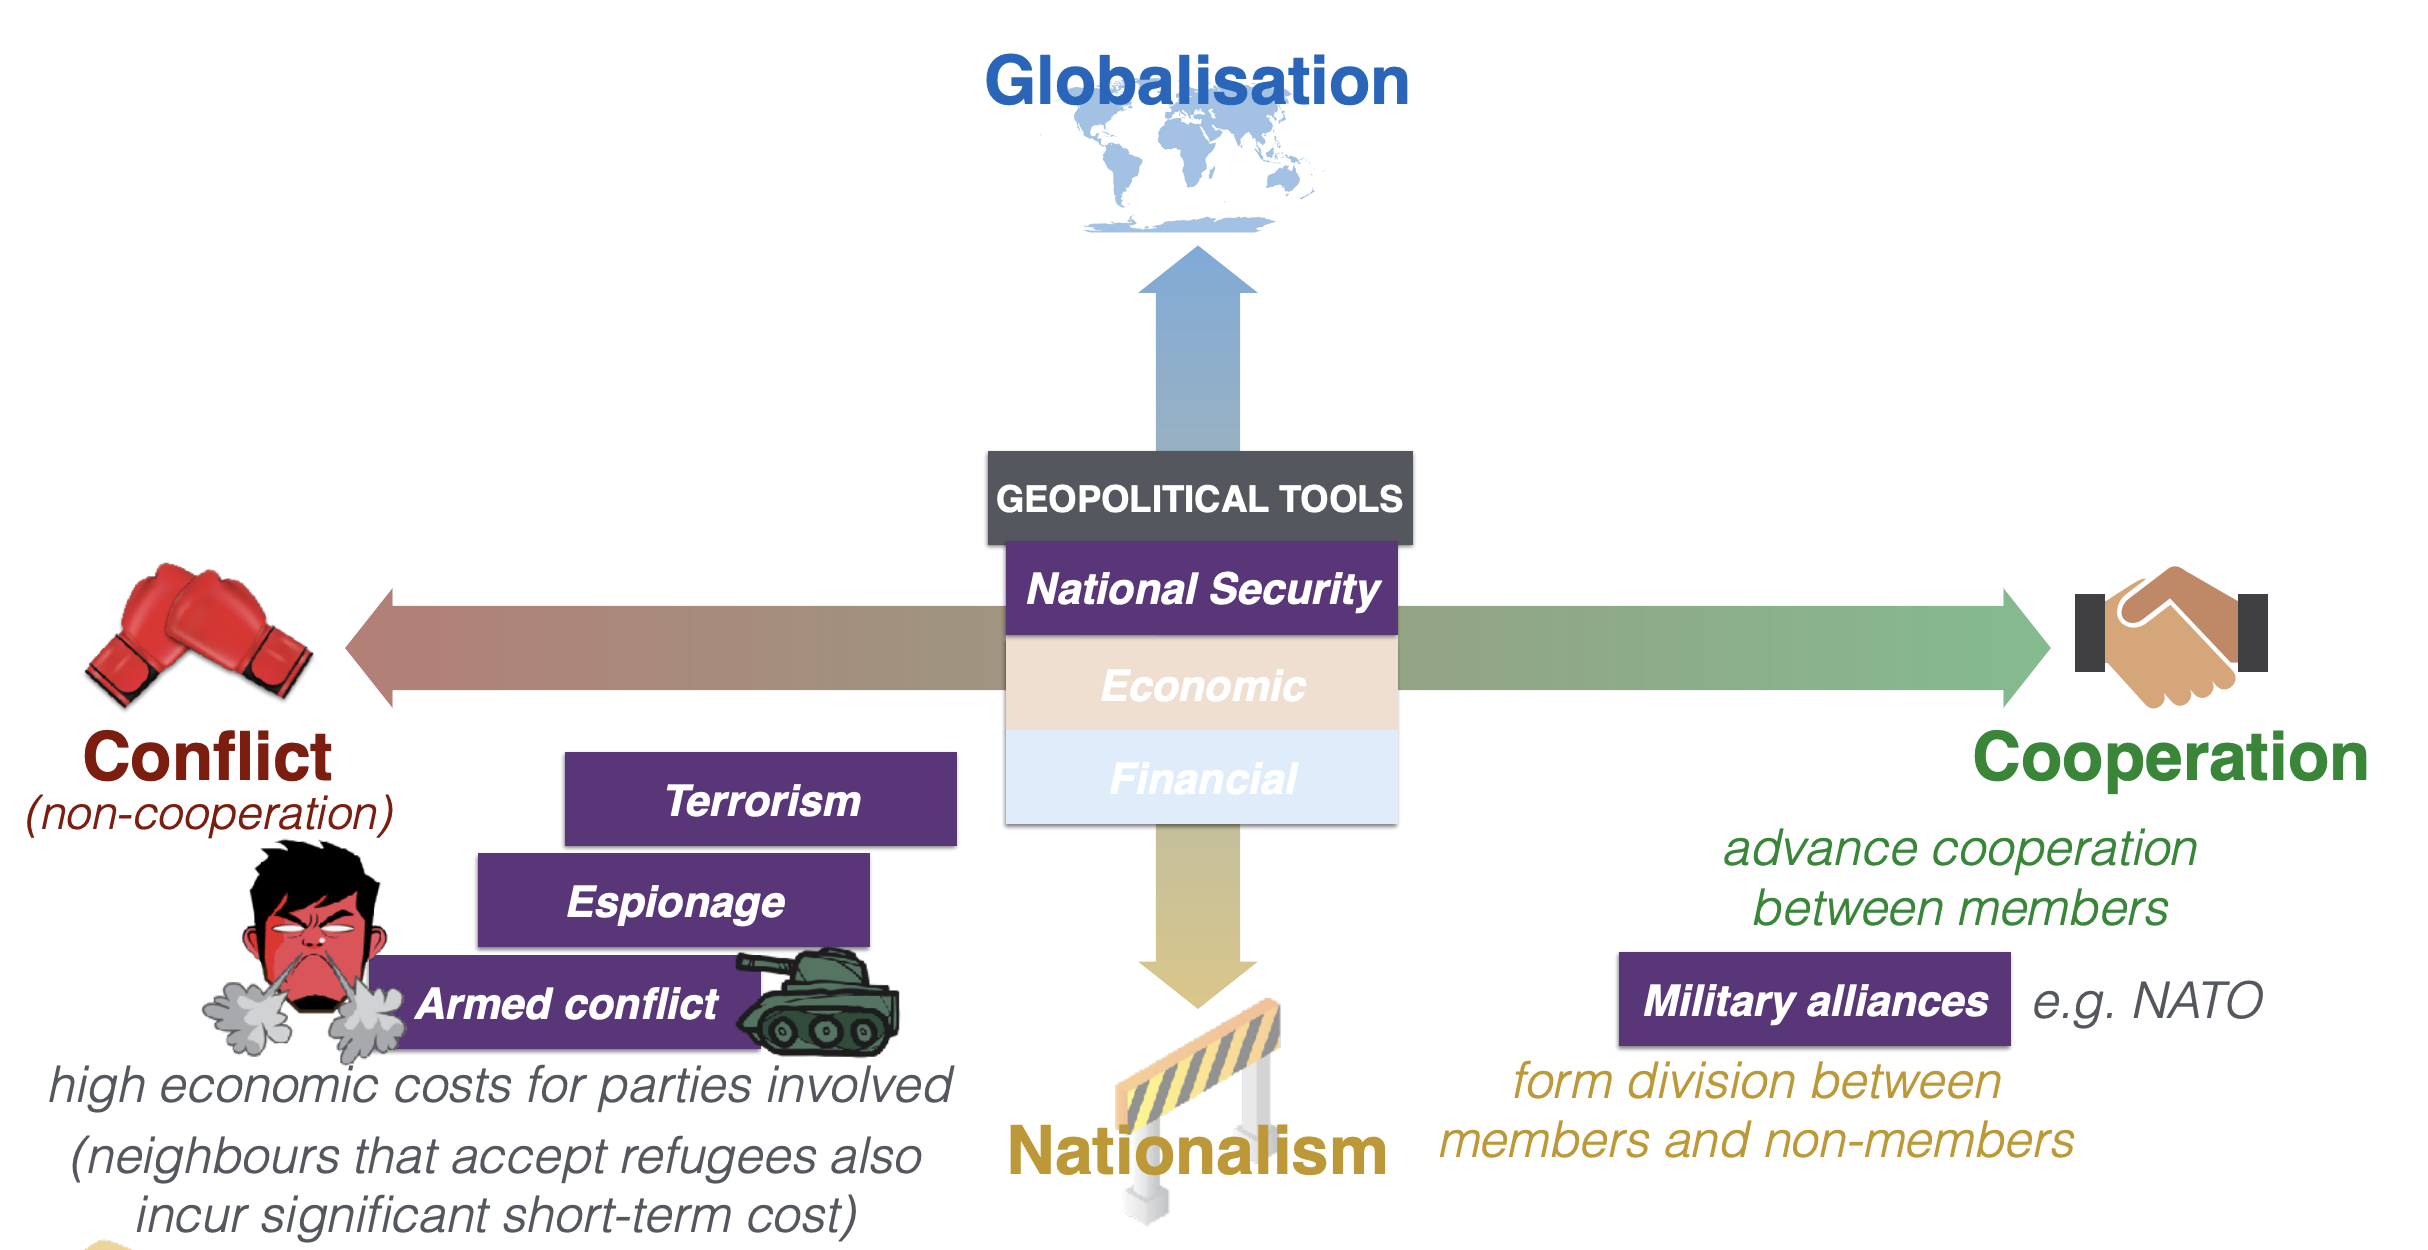 Globalisation
GEOPOLITICAL TOOLS
National Security
Economic
Financial
Conflict
(non-cooperation)
Terrorism
Espionage
Armed conflict
high economic costs for parties involved
(neighbours that accept refugees also
incur significant short-term cost)
Nationalism
Cooperation
advance cooperation
between members
Military alliances
e.g. NATO
form division between
members and non-members